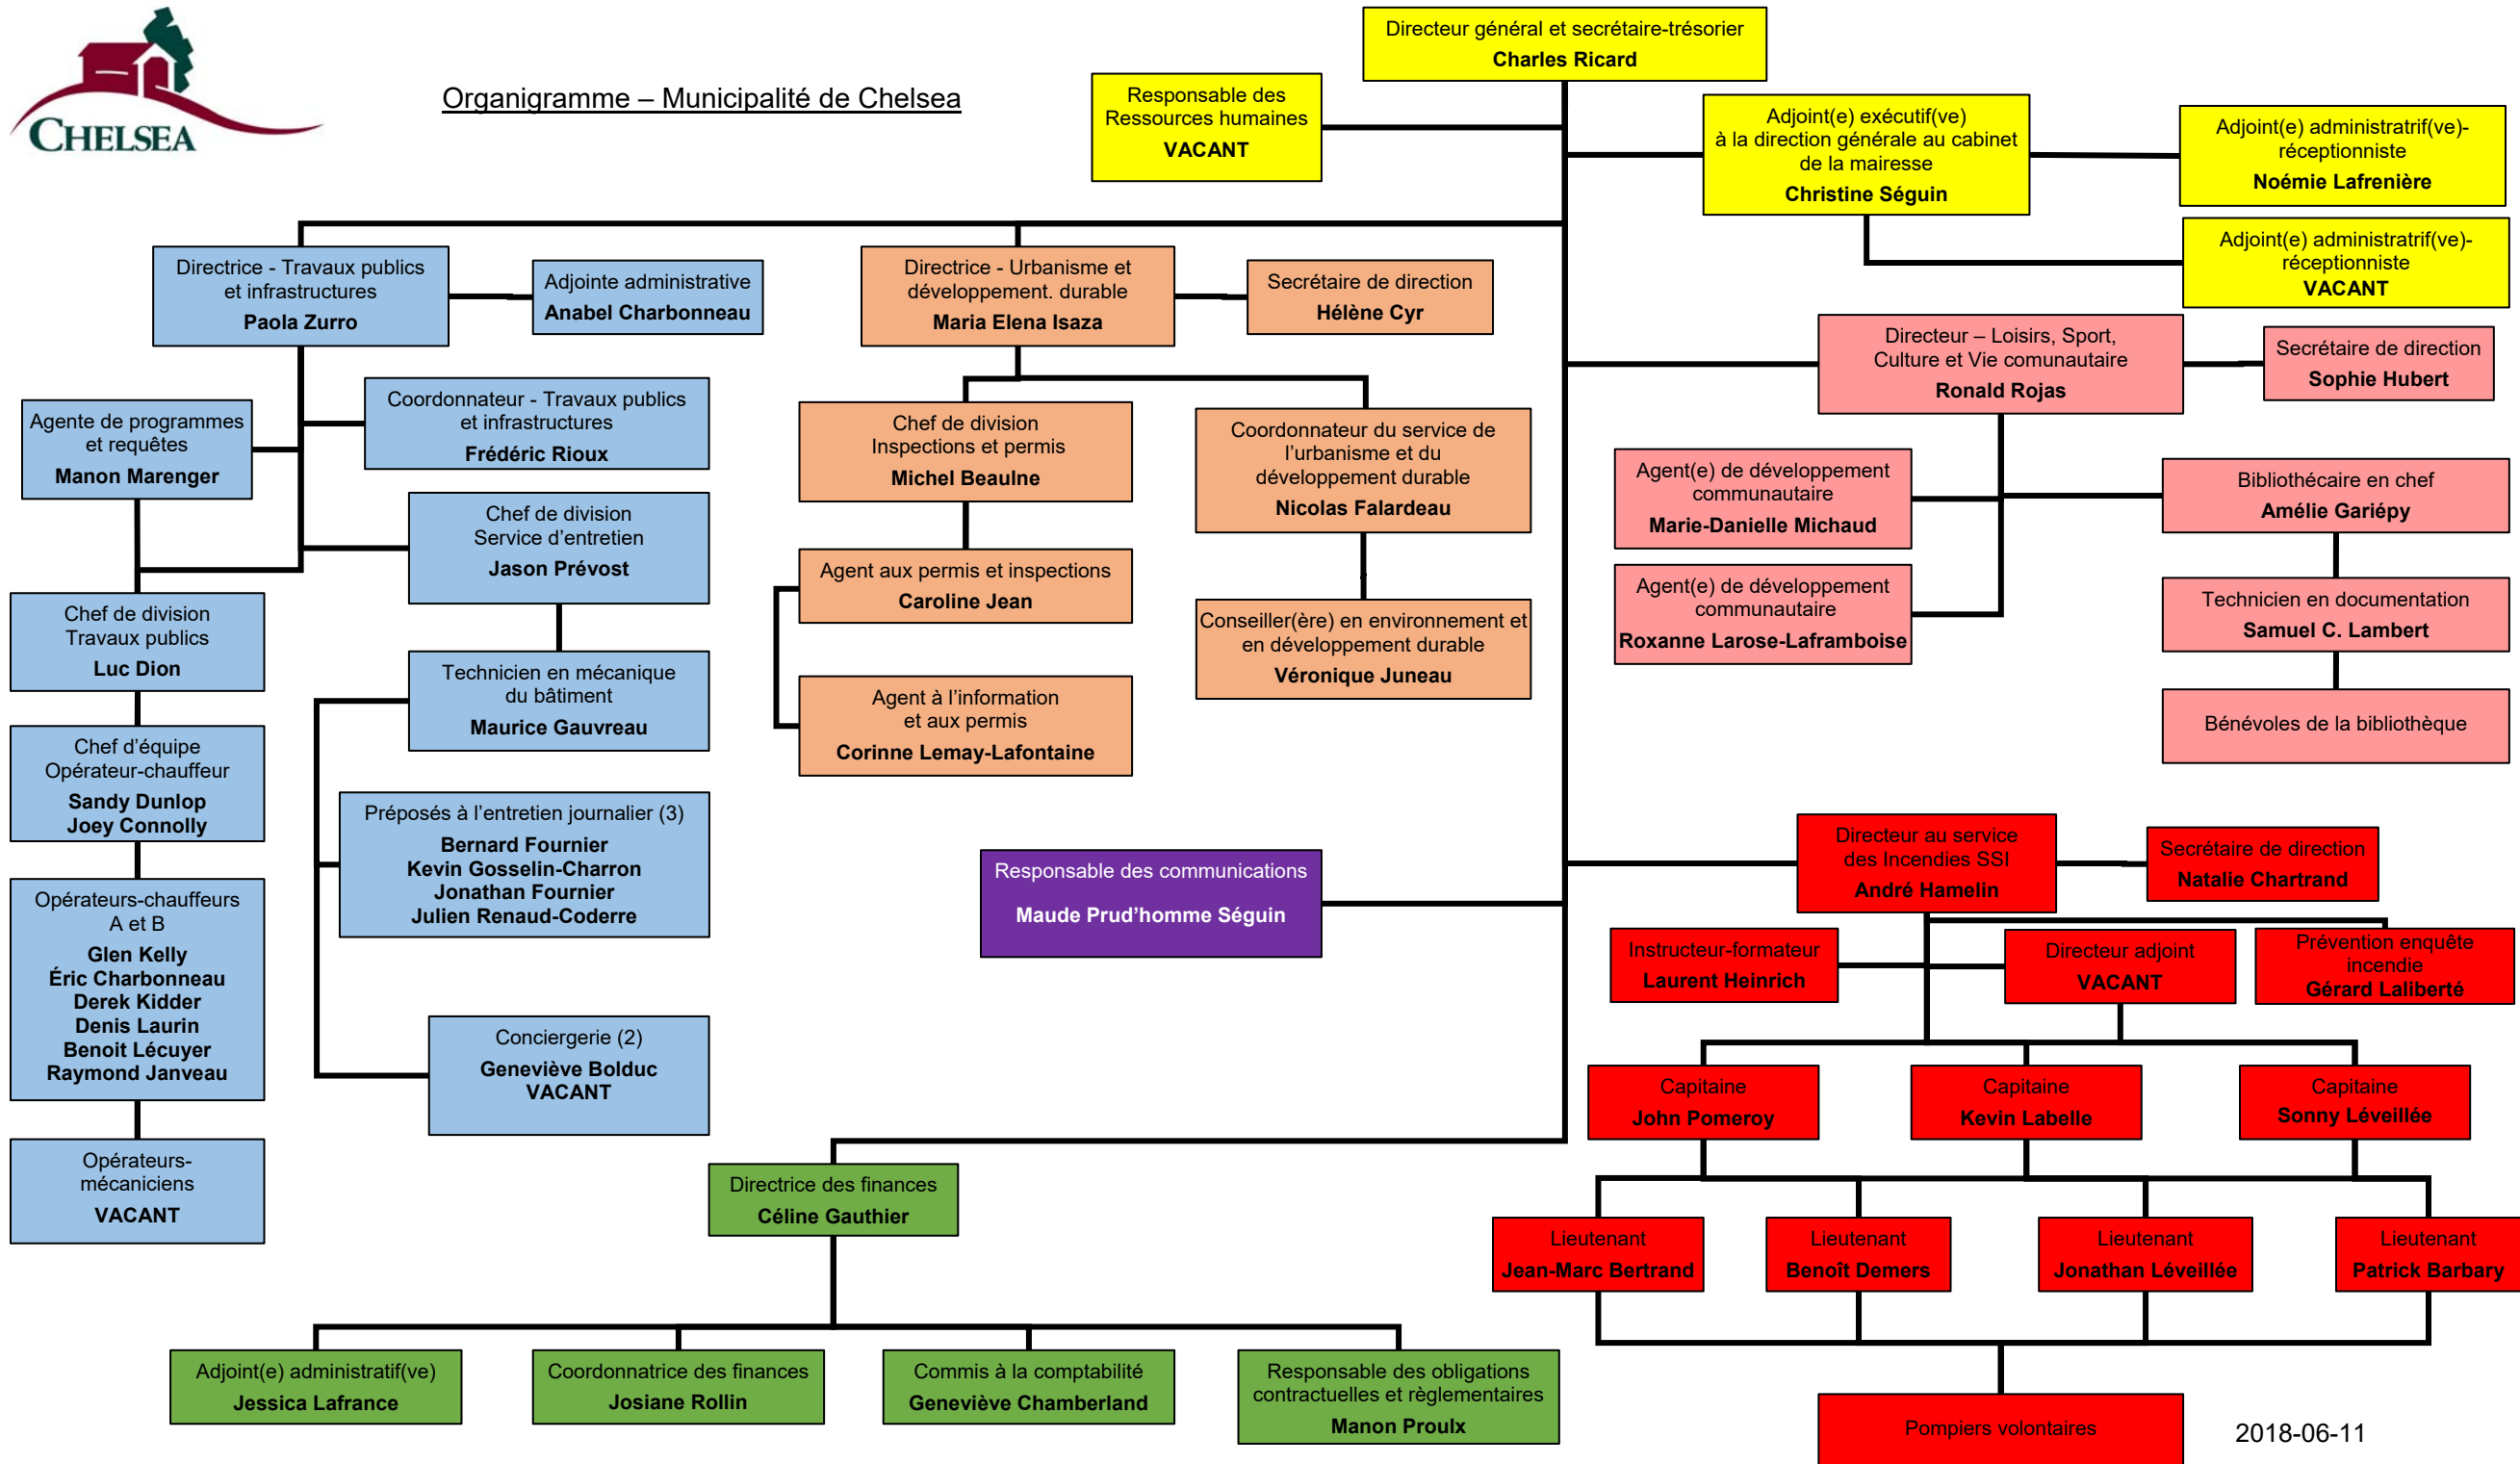 CHELSEA
Organigramme – Municipalité de Chelsea
Directeur général et secrétaire-trésorier
Charles Ricard
Responsable des
Ressources humaines
VACANT
Adjoint(e) exécutif(ve)
à la direction générale au cabinet
de la mairesse
Christine Séguin
Adjoint(e) administratrif(ve)-
réceptionniste
Noémie Lafrenière
Adjoint(e) administratrif(ve)-
réceptionniste
VACANT
Directrice - Travaux publics
et infrastructures
Paola Zurro
Adjointe administrative
Anabel Charbonneau
Agente de programmes
et requêtes
Manon Marenger
Coordonnateur - Travaux publics
et infrastructures
Frédéric Rioux
Chef de division
Service d’entretien
Jason Prévost
Chef de division
Travaux publics
Luc Dion
Technicien en mécanique
du bâtiment
Maurice Gauvreau
Chef d’équipe
Opérateur-chauffeur
Sandy Dunlop
Joey Connolly
Préposés à l’entretien journalier (3)
Bernard Fournier
Kevin Gosselin-Charron
Jonathan Fournier
Julien Renaud-Coderre
Opérateurs-chauffeurs
A et B
Glen Kelly
Éric Charbonneau
Derek Kidder
Denis Laurin
Benoit Lécuyer
Raymond Janveau
Conciergerie (2)
Geneviève Bolduc
VACANT
Opérateurs-
mécaniciens
VACANT
Directrice - Urbanisme et
développement. durable
Maria Elena Isaza
Secrétaire de direction
Hélène Cyr
Chef de division
Inspections et permis
Michel Beaulne
Coordonnateur du service de
l’urbanisme et du
développement durable
Nicolas Falardeau
Agent aux permis et inspections
Caroline Jean
Conseiller(ère) en environnement et
en développement durable
Véronique Juneau
Agent à l’information
et aux permis
Corinne Lemay-Lafontaine
Directeur – Loisirs, Sport,
Culture et Vie comunautaire
Ronald Rojas
Secrétaire de direction
Sophie Hubert
Agent(e) de développement
communautaire
Marie-Danielle Michaud
Bibliothécaire en chef
Amélie Gariépy
Agent(e) de développement
communautaire
Roxanne Larose-Laframboise
Technicien en documentation
Samuel C. Lambert
Bénévoles de la bibliothèque
Responsable des communications
Maude Prud’homme Séguin
Directeur au service
des Incendies SSI
André Hamelin
Secrétaire de direction
Natalie Chartrand
Instructeur-formateur
Laurent Heinrich
Directeur adjoint
VACANT
Prévention enquête
incendie
Gérard Laliberté
Capitaine
John Pomeroy
Capitaine
Kevin Labelle
Capitaine
Sonny Léveillée
Lieutenant
Jean-Marc Bertrand
Lieutenant
Benoît Demers
Lieutenant
Jonathan Léveillée
Lieutenant
Patrick Barbary
Pompiers volontaires
Directrice des finances
Céline Gauthier
Adjoint(e) administratif(ve)
Jessica Lafrance
Coordonnatrice des finances
Josiane Rollin
Commis à la comptabilité
Geneviève Chamberland
Responsable des obligations
contractuelles et règlementaires
Manon Proulx
2018-06-11